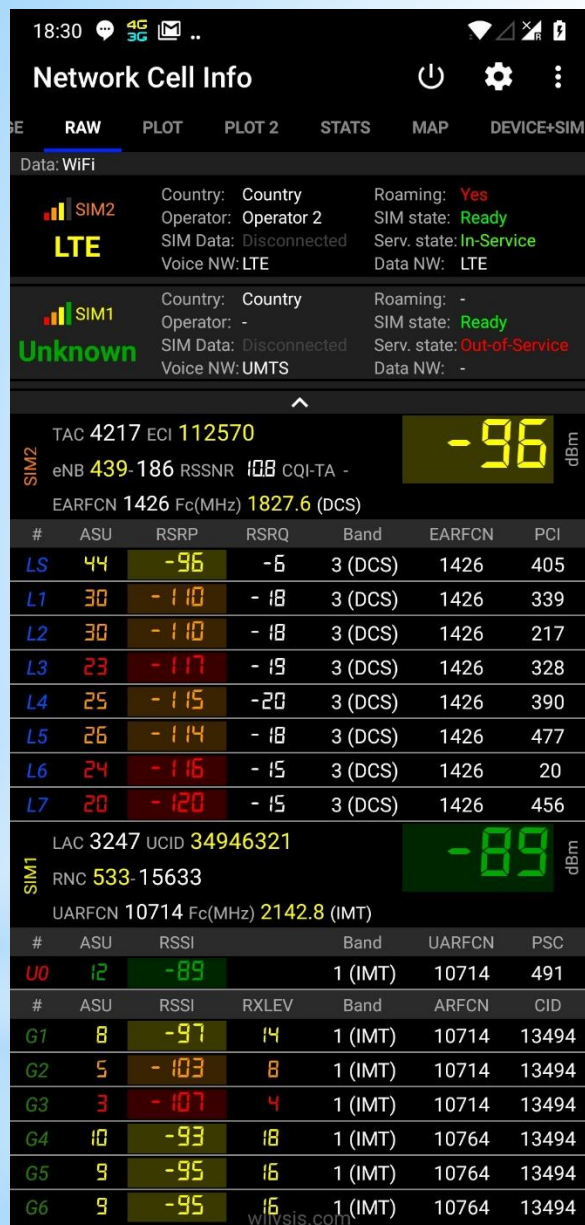 18:30 4G 3G ..
Network Cell Info
GE RAW PLOT PLOT 2 STATS MAP DEVICE+SIM
Data: WiFi
SIM2 Country: Country Roaming: Yes
Operator: Operator 2 SIM state: Ready
LTE SIM Data: Disconnected Serv. state: In-Service
Voice NW: LTE Data NW: LTE
SIM1 Country: Country Roaming: -
Operator: - SIM state: Ready
Unknown SIM Data: Disconnected Serv. state: Out-of-Service
Voice NW: UMTS Data NW: -
SIM2 TAC 4217 ECI 112570 -96 dBm
eNB 439-186 RSSNR 10.8 CQI-TA -
EARFCN 1426 Fc(MHz) 1827.6 (DCS)
# ASU RSRP RSRQ Band EARFCN PCI
LS 44 -96 -6 3 (DCS) 1426 405
L1 30 -110 -18 3 (DCS) 1426 339
L2 30 -110 -18 3 (DCS) 1426 217
L3 23 -117 -19 3 (DCS) 1426 328
L4 25 -115 -20 3 (DCS) 1426 390
L5 26 -114 -18 3 (DCS) 1426 477
L6 24 -116 -15 3 (DCS) 1426 20
L7 20 -120 -15 3 (DCS) 1426 456
SIM1 LAC 3247 UCID 34946321 -89 dBm
RNC 533-15633
UARFCN 10714 Fc(MHz) 2142.8 (IMT)
# ASU RSSI Band UARFCN PSC
U0 12 -89 1 (IMT) 10714 491
# ASU RSSI RXLEV Band ARFCN CID
G1 8 -97 14 1 (IMT) 10714 13494
G2 5 -103 8 1 (IMT) 10714 13494
G3 3 -107 4 1 (IMT) 10714 13494
G4 10 -93 18 1 (IMT) 10764 13494
G5 9 -95 16 1 (IMT) 10764 13494
G6 9 -95 16 1 (IMT) 10764 13494
wilysis.com